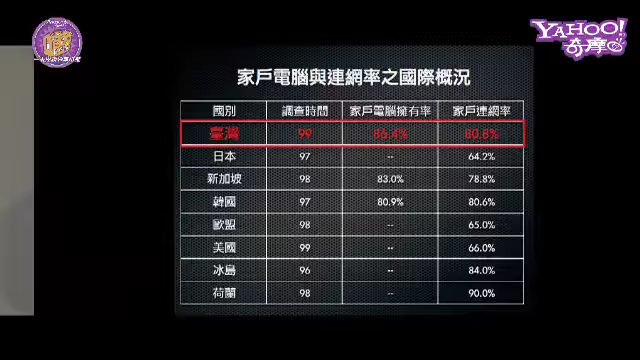 YAHOO!
奇摩
家戶電腦與連網率之國際概況
國別 調查時間 家戶電腦擁有率 家戶連網率
臺灣 99 86.4% 80.8%
日本 97 -- 64.2%
新加坡 98 83.0% 78.8%
韓國 97 80.9% 80.6%
歐盟 98 -- 65.0%
美國 99 -- 66.0%
冰島 96 -- 84.0%
荷蘭 98 -- 90.0%